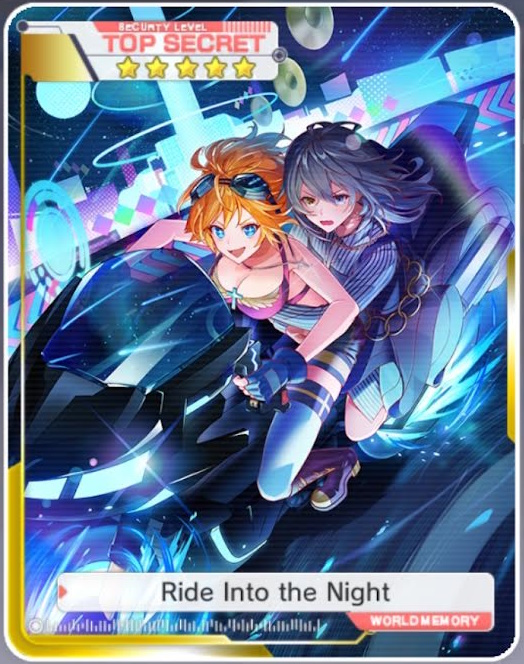 SECURITY LEVEL
TOP SECRET
Ride Into the Night
WORLDMEMORY